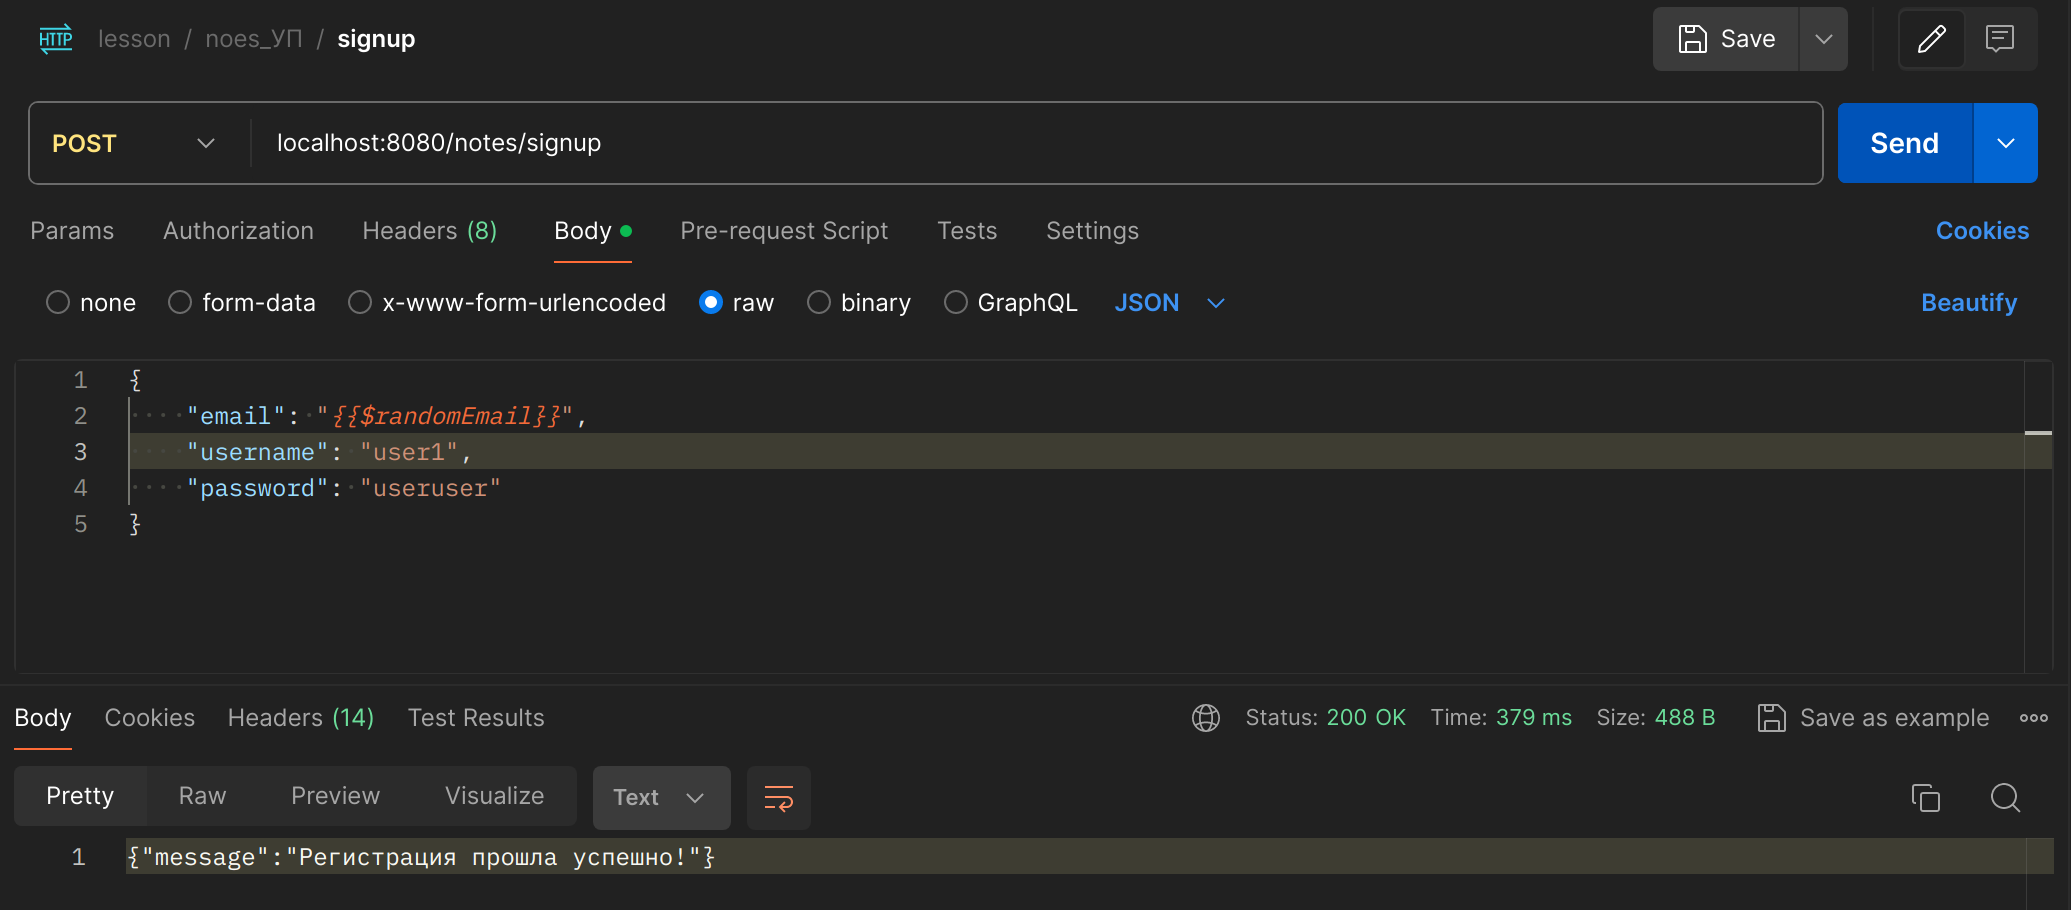 HTTP lesson / noes_УП / signup
Save
POST localhost:8080/notes/signup Send
Params Authorization Headers (8) Body Pre-request Script Tests Settings Cookies
none form-data x-www-form-urlencoded raw binary GraphQL JSON Beautify
1 {
2 "email": "{{$randomEmail}}",
3 "username": "user1",
4 "password": "useruser"
5 }
Body Cookies Headers (14) Test Results Status: 200 OK Time: 379 ms Size: 488 B Save as example
Pretty Raw Preview Visualize Text
1 {"message":"Регистрация прошла успешно!"}